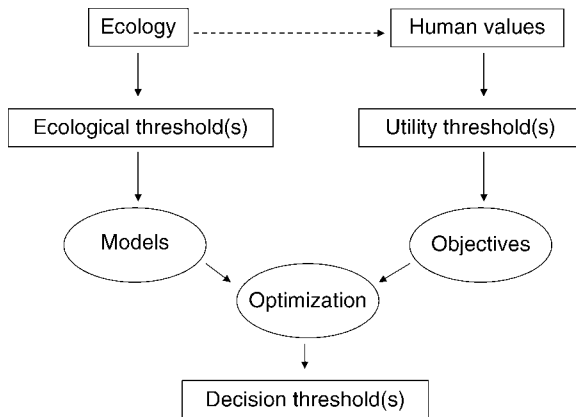 Ecology
Human values
Ecological threshold(s)
Utility threshold(s)
Models
Objectives
Optimization
Decision threshold(s)